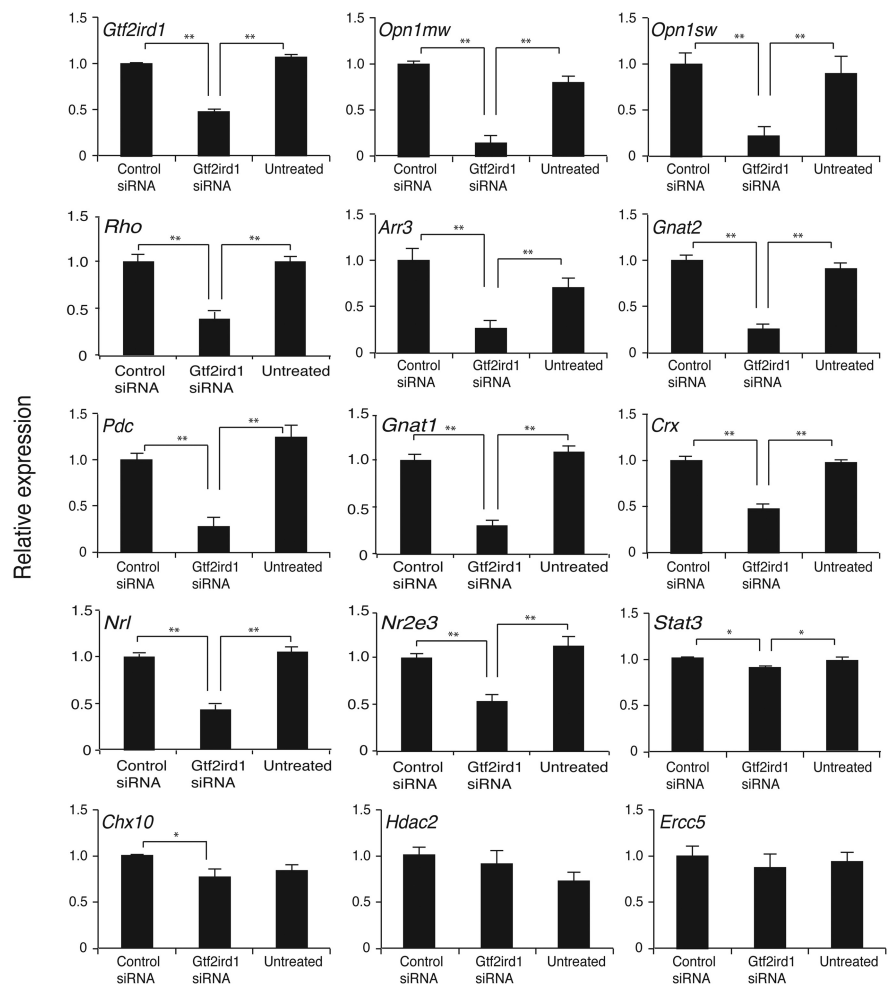 Relative expression
Gtf2ird1
1.5
1.0
0.5
0
** **
Control siRNA
Gtf2ird1 siRNA
Untreated
Opn1mw
1.5
1.0
0.5
0
** **
Control siRNA
Gtf2ird1 siRNA
Untreated
Opn1sw
1.5
1.0
0.5
0
** **
Control siRNA
Gtf2ird1 siRNA
Untreated
Rho
1.5
1.0
0.5
0
** **
Control siRNA
Gtf2ird1 siRNA
Untreated
Arr3
1.5
1.0
0.5
0
** **
Control siRNA
Gtf2ird1 siRNA
Untreated
Gnat2
1.5
1.0
0.5
0
** **
Control siRNA
Gtf2ird1 siRNA
Untreated
Pdc
1.5
1.0
0.5
0
** **
Control siRNA
Gtf2ird1 siRNA
Untreated
Gnat1
1.5
1.0
0.5
0
** **
Control siRNA
Gtf2ird1 siRNA
Untreated
Crx
1.5
1.0
0.5
0
** **
Control siRNA
Gtf2ird1 siRNA
Untreated
Nrl
1.5
1.0
0.5
0
** **
Control siRNA
Gtf2ird1 siRNA
Untreated
Nr2e3
1.5
1.0
0.5
0
** **
Control siRNA
Gtf2ird1 siRNA
Untreated
Stat3
1.5
1.0
0.5
0
* *
Control siRNA
Gtf2ird1 siRNA
Untreated
Chx10
1.5
1.0
0.5
0
*
Control siRNA
Gtf2ird1 siRNA
Untreated
Hdac2
1.5
1.0
0.5
0
Control siRNA
Gtf2ird1 siRNA
Untreated
Ercc5
1.5
1.0
0.5
0
Control siRNA
Gtf2ird1 siRNA
Untreated